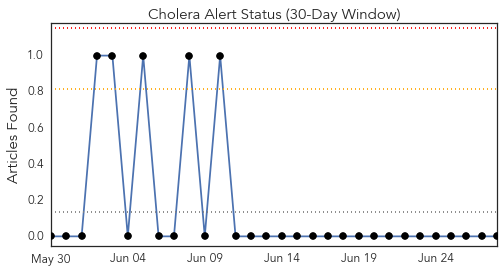 Cholera Alert Status (30-Day Window)
Articles Found
1.0
0.8
0.6
0.4
0.2
0.0
May 30
Jun 04
Jun 09
Jun 14
Jun 19
Jun 24